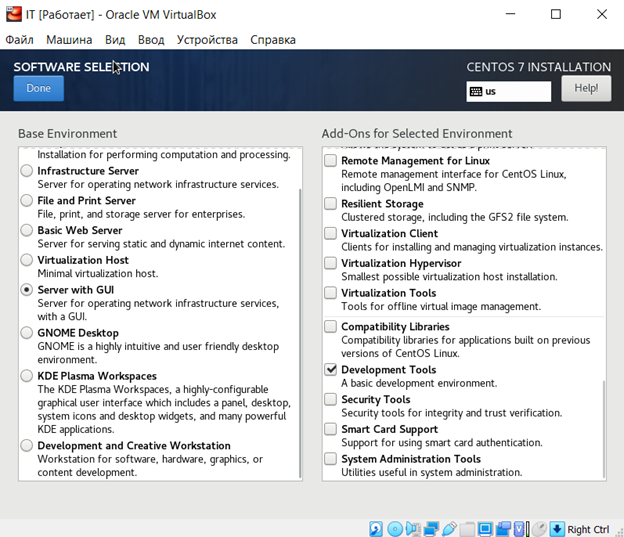 IT [Работает] - Oracle VM VirtualBox
Файл Машина Вид Ввод Устройства Справка
SOFTWARE SELECTION
CENTOS 7 INSTALLATION
Done
us
Help!
Base Environment
Installation for performing computation and processing.
Infrastructure Server
Server for operating network infrastructure services.
File and Print Server
File, print, and storage server for enterprises.
Basic Web Server
Server for serving static and dynamic internet content.
Virtualization Host
Minimal virtualization host.
Server with GUI
Server for operating network infrastructure services,
with a GUI.
GNOME Desktop
GNOME is a highly intuitive and user friendly desktop
environment.
KDE Plasma Workspaces
The KDE Plasma Workspaces, a highly-configurable
graphical user interface which includes a panel, desktop,
system icons and desktop widgets, and many powerful
KDE applications.
Development and Creative Workstation
Workstation for software, hardware, graphics, or
content development.
Add-Ons for Selected Environment
Remote Management for Linux
Remote management interface for CentOS Linux,
including OpenLMI and SNMP.
Resilient Storage
Clustered storage, including the GFS2 file system.
Virtualization Client
Clients for installing and managing virtualization instances.
Virtualization Hypervisor
Smallest possible virtualization host installation.
Virtualization Tools
Tools for offline virtual image management.
Compatibility Libraries
Compatibility libraries for applications built on previous
versions of CentOS Linux.
Development Tools
A basic development environment.
Security Tools
Security tools for integrity and trust verification.
Smart Card Support
Support for using smart card authentication.
System Administration Tools
Utilities useful in system administration.
Right Ctrl